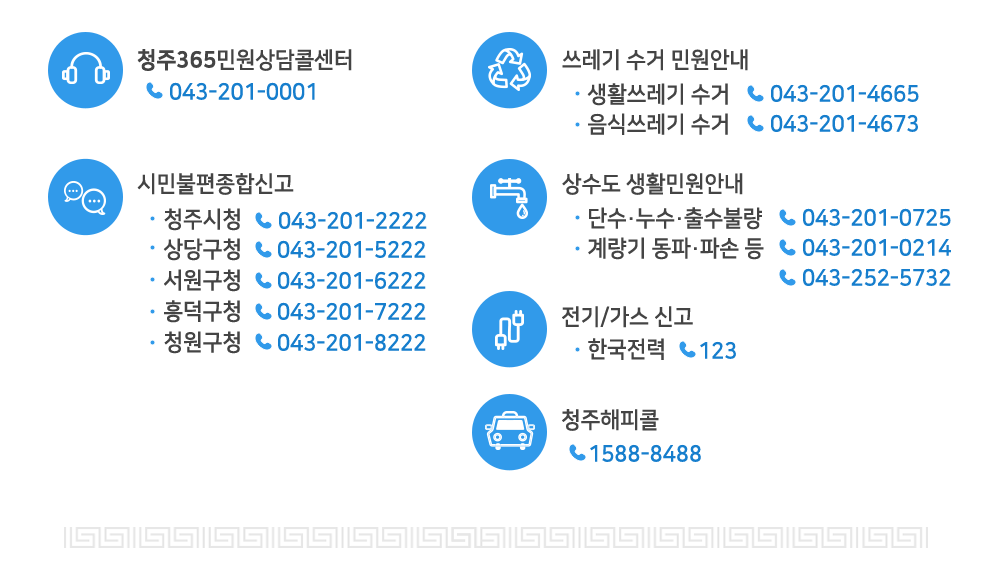 청주365민원상담콜센터
043-201-0001
시민불편종합신고
· 청주시청 043-201-2222
· 상당구청 043-201-5222
· 서원구청 043-201-6222
· 흥덕구청 043-201-7222
· 청원구청 043-201-8222
쓰레기 수거 민원안내
· 생활쓰레기 수거 043-201-4665
· 음식쓰레기 수거 043-201-4673
상수도 생활민원안내
· 단수·누수·출수불량 043-201-0725
· 계량기 동파·파손 등 043-201-0214
043-252-5732
전기/가스 신고
· 한국전력 123
청주해피콜
1588-8488